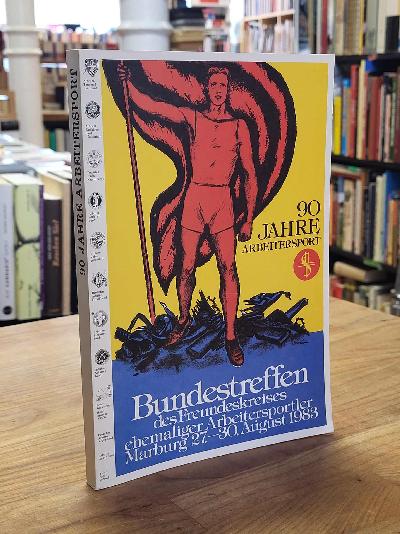 90 JAHRE ARBEITERSPORT
90
JAHRE
ARBEITERSPORT
Bundestreffen
des Freundeskreises
ehemaliger Arbeitersportler
Marburg 27.–30. August 1983